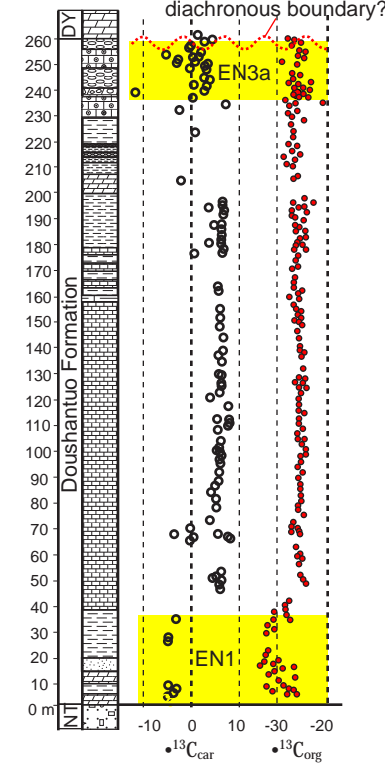 diachronous boundary?
DY
260
250
EN3a
240
230
220
210
200
190
180
170
160
150
140
130
120
110
100
90
80
70
60
50
40
30
20 m
10
0 m
Doushantuo Formation
EN1
NT
-10 0 10 -30 -20
•¹³Ccar •¹³Corg